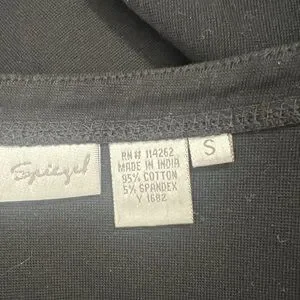 Spiegel
RN# 114262
MADE IN INDIA
95% COTTON
5% SPANDEX
Y 1682
S